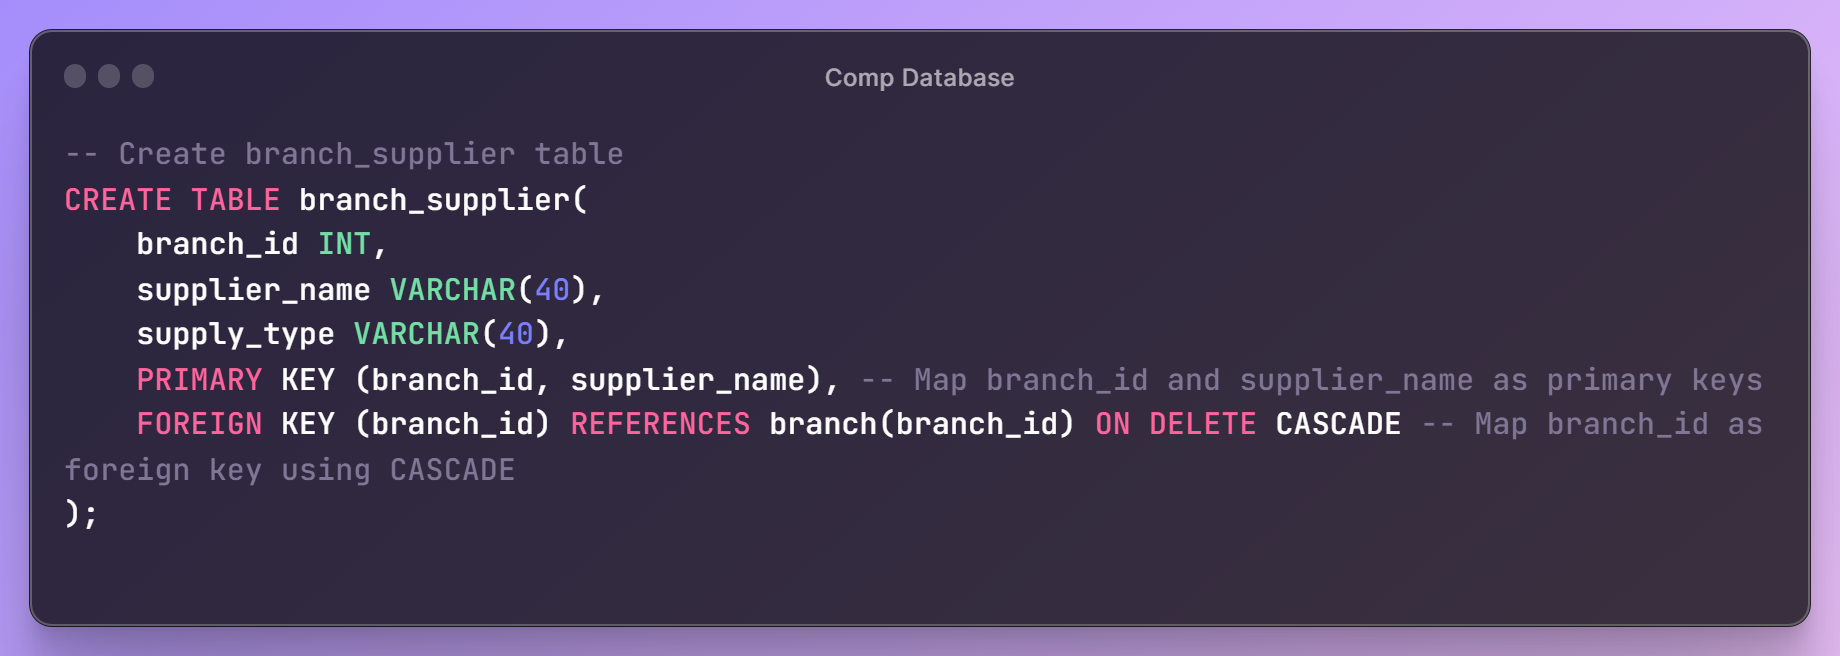 Comp Database
-- Create branch_supplier table
CREATE TABLE branch_supplier(
    branch_id INT,
    supplier_name VARCHAR(40),
    supply_type VARCHAR(40),
    PRIMARY KEY (branch_id, supplier_name), -- Map branch_id and supplier_name as primary keys
    FOREIGN KEY (branch_id) REFERENCES branch(branch_id) ON DELETE CASCADE -- Map branch_id as
foreign key using CASCADE
);